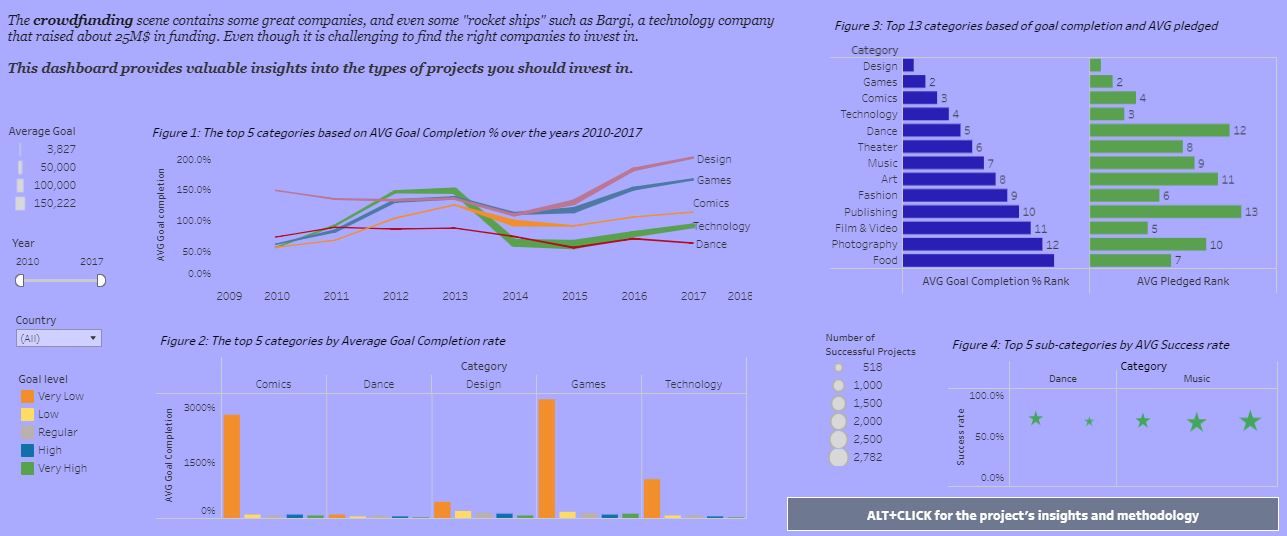 The crowdfunding scene contains some great companies, and even some "rocket ships" such as Bargi, a technology company
that raised about 25M$ in funding. Even though it is challenging to find the right companies to invest in.
This dashboard provides valuable insights into the types of projects you should invest in.
Average Goal
3,827
50,000
100,000
150,222
Year
2010 2017
Country
(All)
Goal level
Very Low
Low
Regular
High
Very High
Figure 1: The top 5 categories based on AVG Goal Completion % over the years 2010-2017
AVG Goal completion
200.0%
150.0%
100.0%
50.0%
0.0%
Design
Games
Comics
Technology
Dance
2009 2010 2011 2012 2013 2014 2015 2016 2017 2018
Figure 2: The top 5 categories by Average Goal Completion rate
Category
Comics Dance Design Games Technology
AVG Goal Completion
3000%
1500%
0%
Figure 3: Top 13 categories based of goal completion and AVG pledged
Category
Design
Games 2 2
Comics 3 4
Technology 4 3
Dance 5 12
Theater 6 8
Music 7 9
Art 8 11
Fashion 9 6
Publishing 10 13
Film & Video 11 5
Photography 12 10
Food 7
AVG Goal Completion % Rank AVG Pledged Rank
Number of
Successful Projects
518
1,000
1,500
2,000
2,500
2,782
Figure 4: Top 5 sub-categories by AVG Success rate
Category
Dance Music
Success rate
100.0%
50.0%
0.0%
ALT+CLICK for the project's insights and methodology